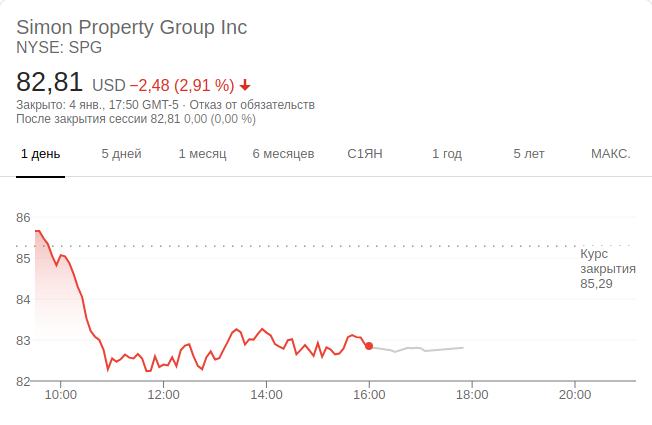 Simon Property Group Inc
NYSE: SPG
82,81 USD −2,48 (2,91 %)
Закрыто: 4 янв., 17:50 GMT-5 · Отказ от обязательств
После закрытия сессии 82,81 0,00 (0,00 %)
1 день 5 дней 1 месяц 6 месяцев С1ЯН 1 год 5 лет МАКС.
86
Курс
85
закрытия
85,29
84
83
82
10:00 12:00 14:00 16:00 18:00 20:00